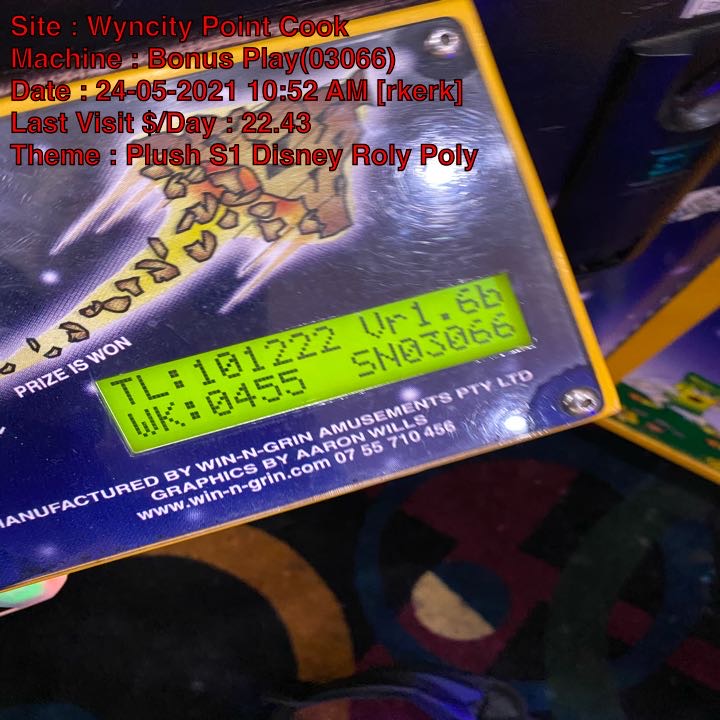 Site : Wyncity Point Cook
Machine : Bonus Play(03066)
Date : 24-05-2021 10:52 AM [rkerk]
Last Visit $/Day : 22.43
Theme : Plush S1 Disney Roly Poly
PRIZE IS WON
TL:101222 Vr1.6b
WK:0455 SN03066
MANUFACTURED BY WIN-N-GRIN AMUSEMENTS PTY LTD
GRAPHICS BY AARON WILLS
www.win-n-grin.com 07 55 710 456